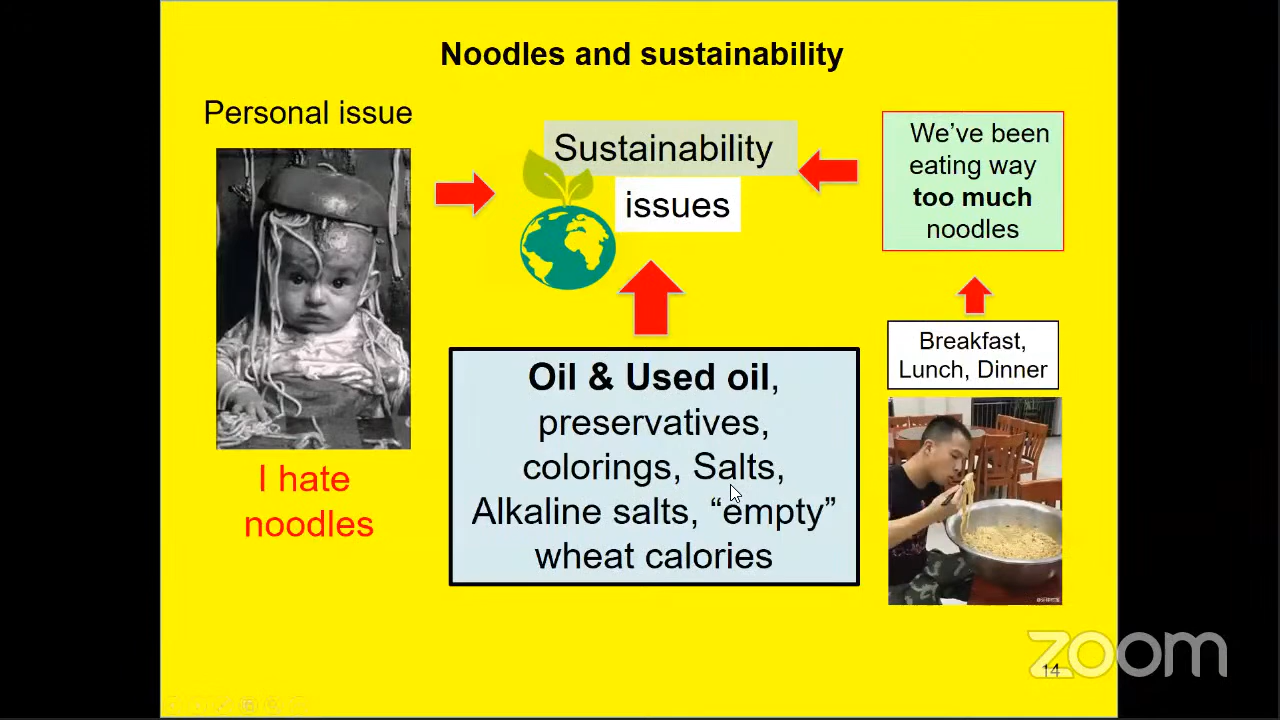 Noodles and sustainability
Personal issue
I hate
noodles
Sustainability
issues
Oil & Used oil,
preservatives,
colorings, Salts,
Alkaline salts, “empty”
wheat calories
We’ve been
eating way
too much
noodles
Breakfast,
Lunch, Dinner
zoom
14